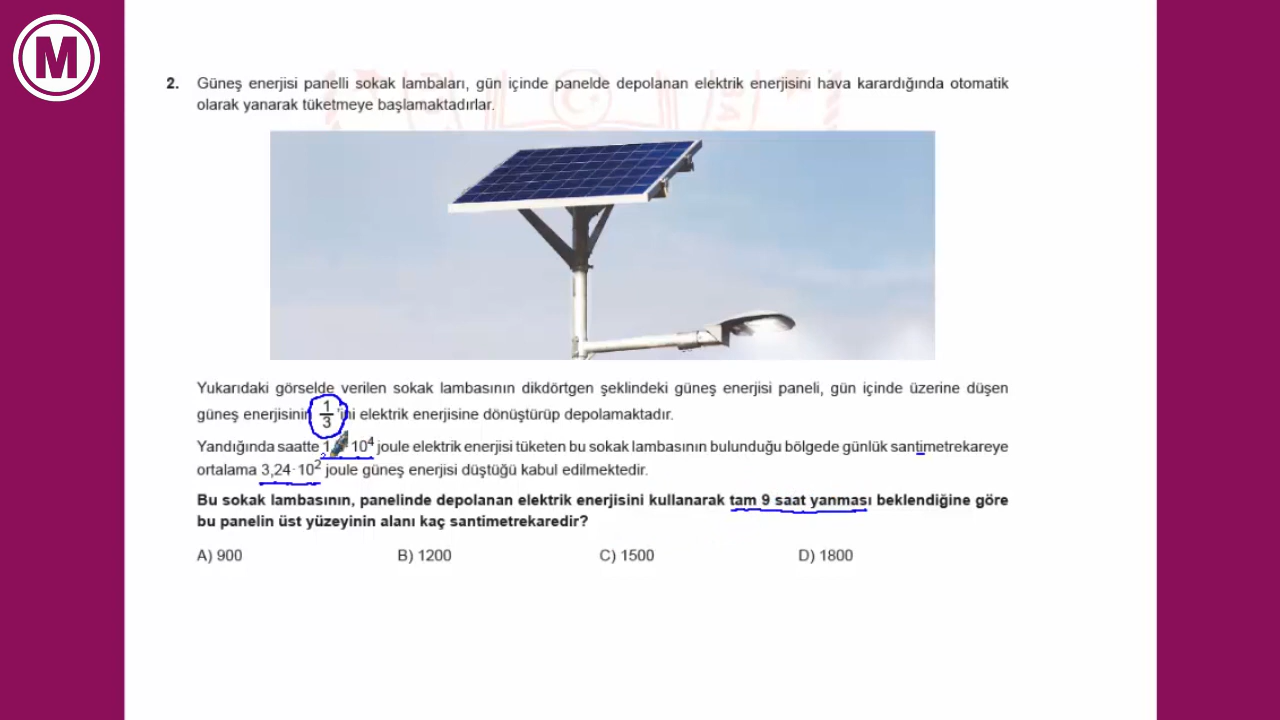 M
2. Güneş enerjisi panelli sokak lambaları, gün içinde panelde depolanan elektrik enerjisini hava karardığında otomatik
olarak yanarak tüketmeye başlamaktadırlar.
Yukarıdaki görselde verilen sokak lambasının dikdörtgen şeklindeki güneş enerjisi paneli, gün içinde üzerine düşen
güneş enerjisinin 1/3 'ini elektrik enerjisine dönüştürüp depolamaktadır.
Yandığında saatte 10⁴ joule elektrik enerjisi tüketen bu sokak lambasının bulunduğu bölgede günlük santimetrekareye
ortalama 3,24·10² joule güneş enerjisi düştüğü kabul edilmektedir.
Bu sokak lambasının, panelinde depolanan elektrik enerjisini kullanarak tam 9 saat yanması beklendiğine göre
bu panelin üst yüzeyinin alanı kaç santimetrekaredir?
A) 900 B) 1200 C) 1500 D) 1800